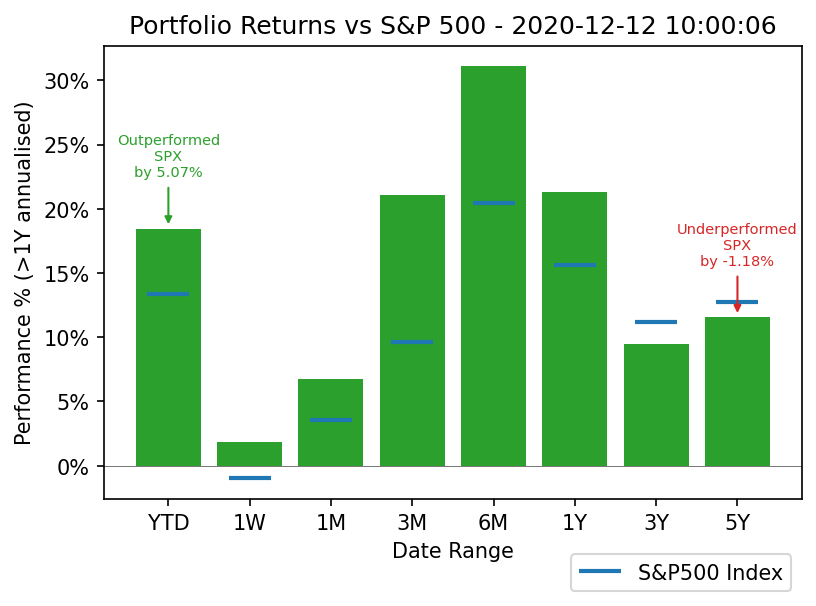 Portfolio Returns vs S&P 500 - 2020-12-12 10:00:06
Performance % (>1Y annualised)
30%
25%
20%
15%
10%
5%
0%
Outperformed
SPX
by 5.07%
Underperformed
SPX
by -1.18%
YTD 1W 1M 3M 6M 1Y 3Y 5Y
Date Range
S&P500 Index